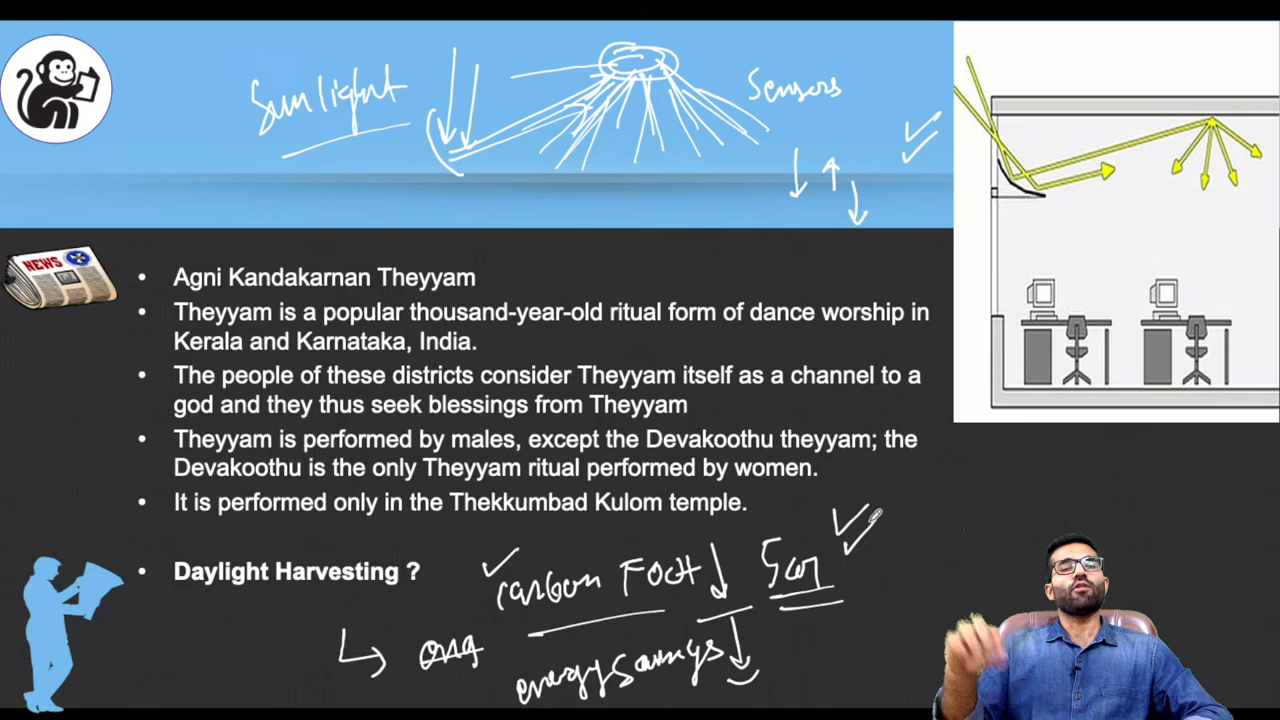 Sunlight
Sensors
NEWS
• Agni Kandakarnan Theyyam
• Theyyam is a popular thousand-year-old ritual form of dance worship in
Kerala and Karnataka, India.
• The people of these districts consider Theyyam itself as a channel to a
god and they thus seek blessings from Theyyam
• Theyyam is performed by males, except the Devakoothu theyyam; the
Devakoothu is the only Theyyam ritual performed by women.
• It is performed only in the Thekkumbad Kulom temple.
• Daylight Harvesting ?
carbon Foot
energy savings